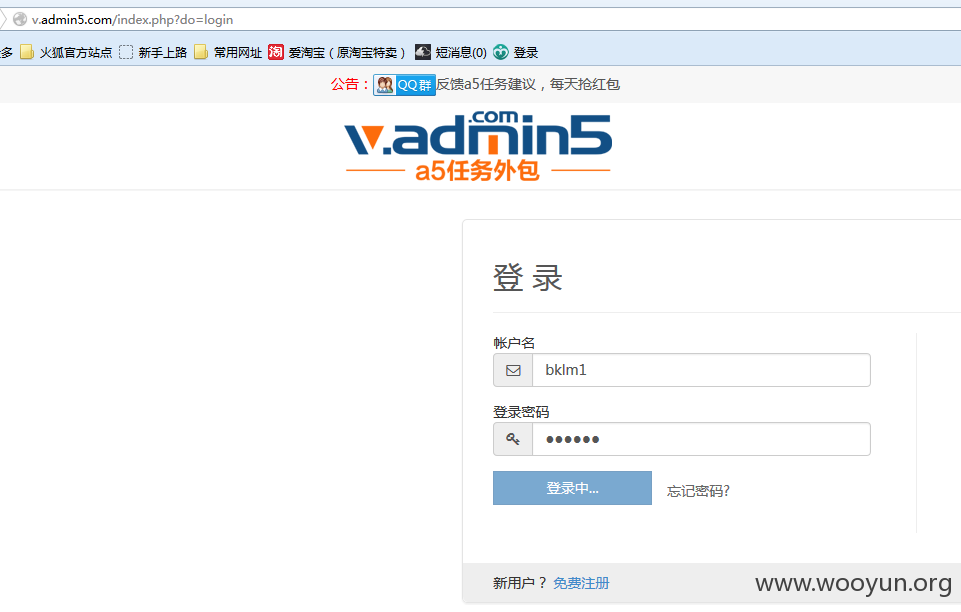 v.admin5.com/index.php?do=login
多 火狐官方站点 新手上路 常用网址 淘 爱淘宝（原淘宝特卖） 短消息(0) 登录
公告： QQ群 反馈a5任务建议，每天抢红包
v.admin5.com
a5任务外包
登 录
帐户名
bklm1
登录密码
••••••
登录中... 忘记密码?
新用户？ 免费注册
www.wooyun.org